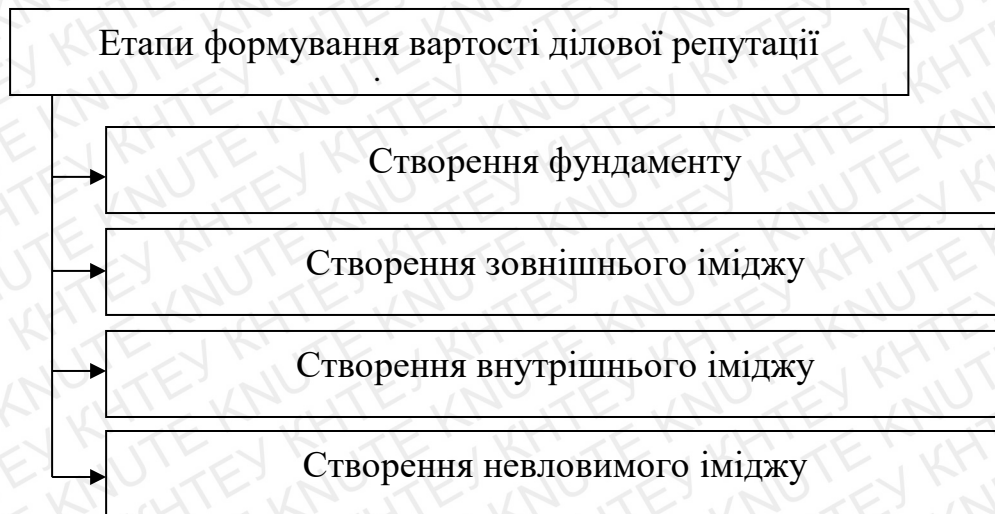 Етапи формування вартості ділової репутації
Створення фундаменту
Створення зовнішнього іміджу
Створення внутрішнього іміджу
Створення невловимого іміджу